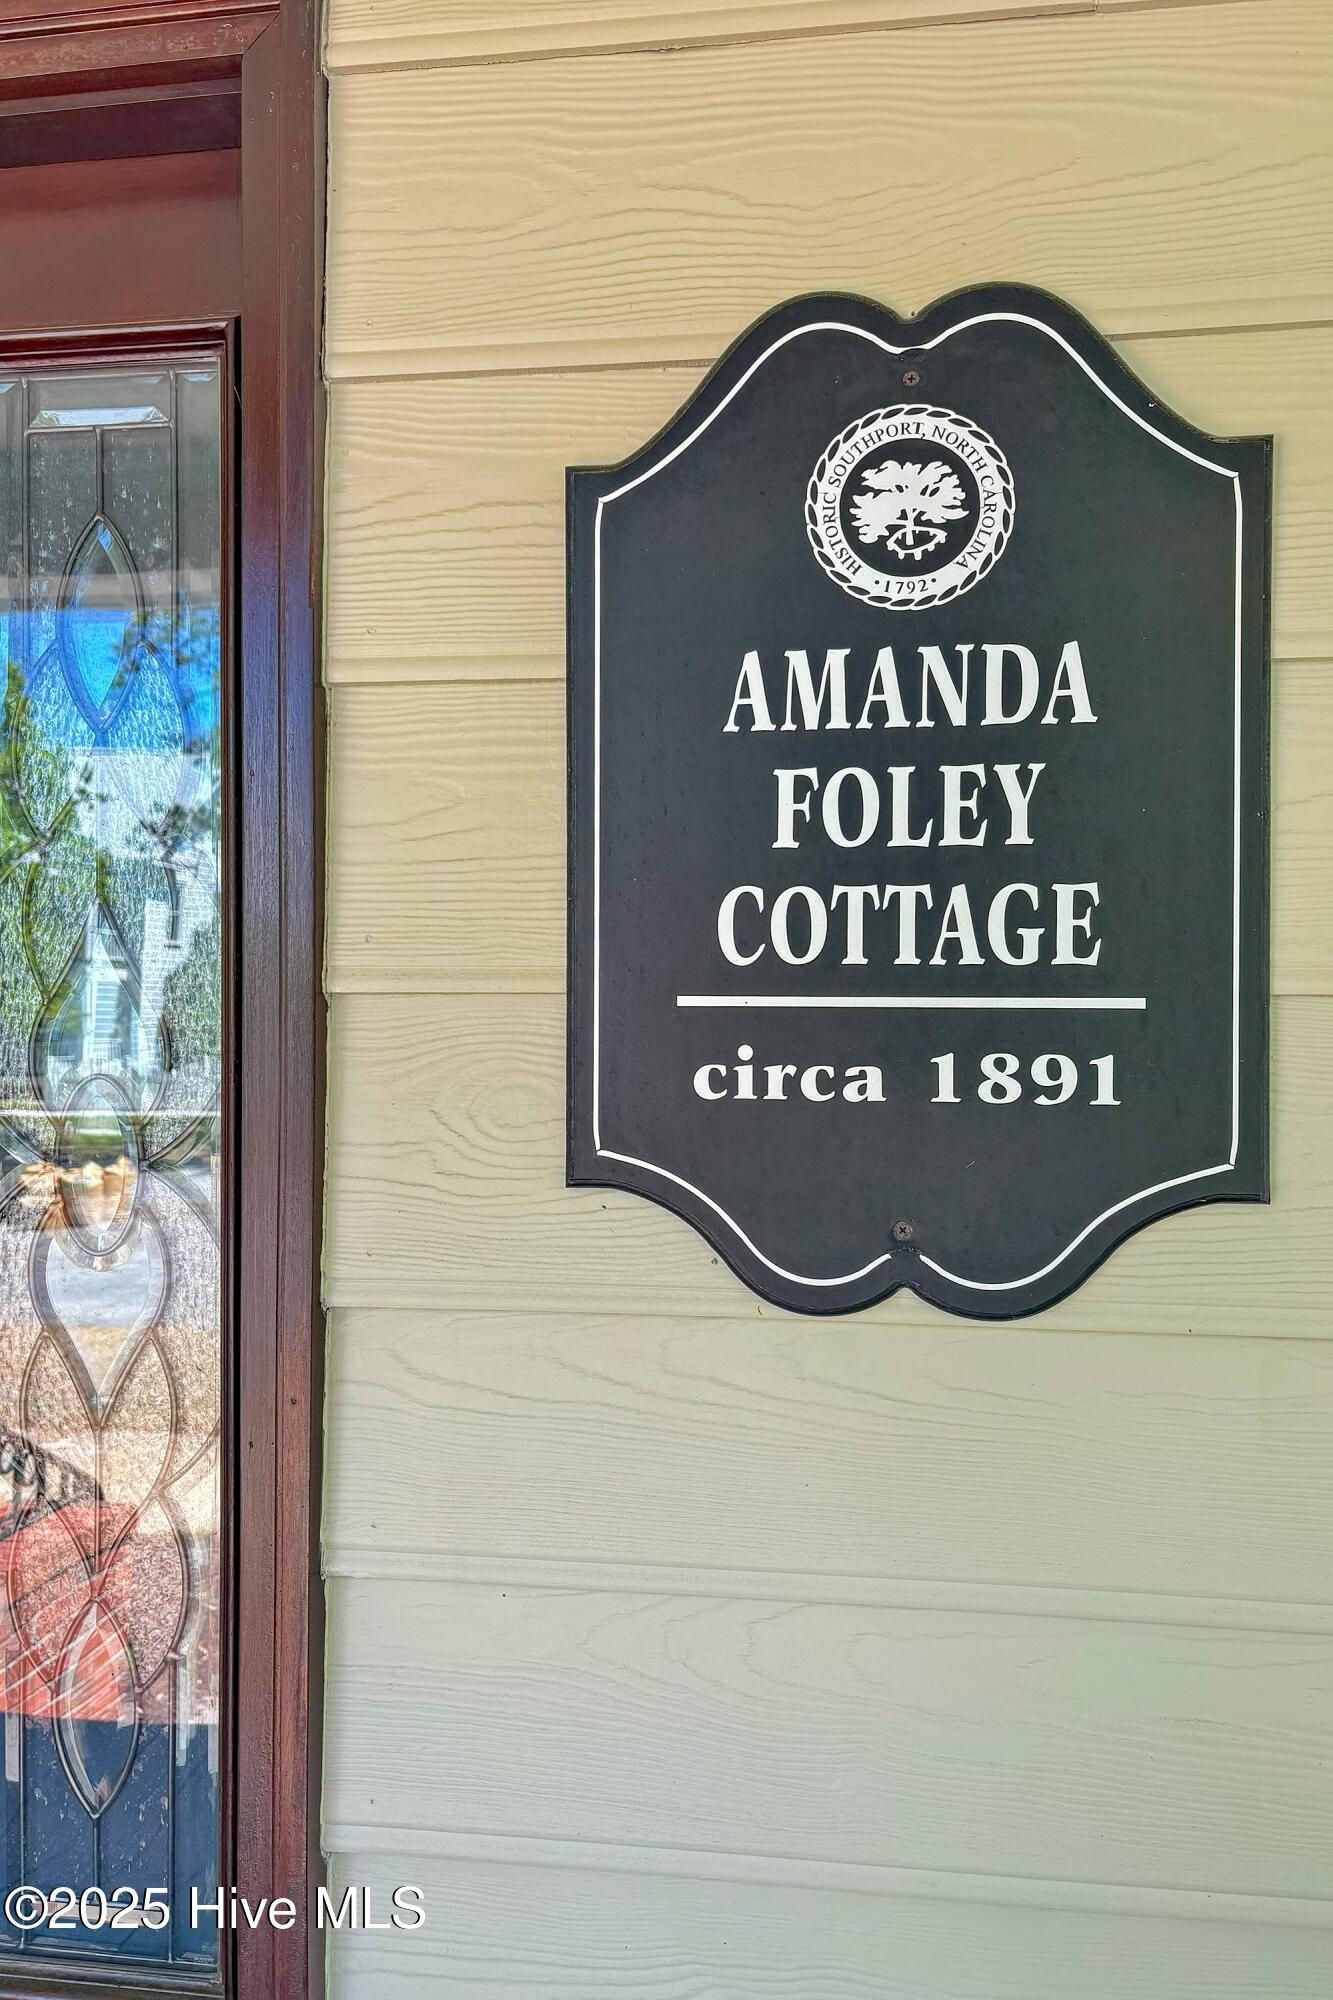 HISTORIC SOUTHPORT, NORTH CAROLINA
• 1792 •
AMANDA
FOLEY
COTTAGE
circa 1891
©2025 Hive MLS